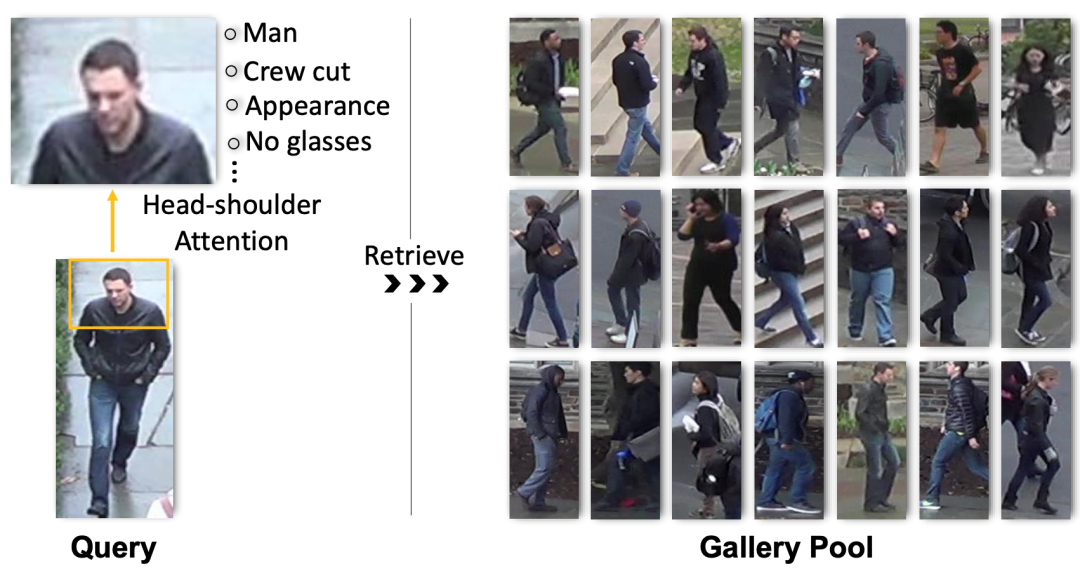 Man
Crew cut
Appearance
No glasses
Head-shoulder
Attention
Retrieve
Query
Gallery Pool